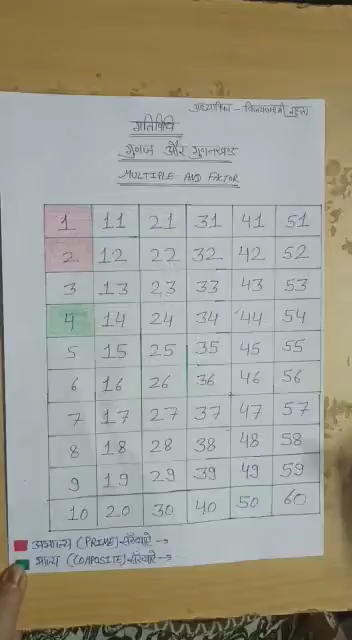 अध्यापिका - विजयलक्ष्मी
गतिविधि
गुणज और गुणनखंड
MULTIPLE AND FACTOR
1 11 21 31 41 51
2 12 22 32 42 52
3 13 23 33 43 53
4 14 24 34 44 54
5 15 25 35 45 55
6 16 26 36 46 56
7 17 27 37 47 57
8 18 28 38 48 58
9 19 29 39 49 59
10 20 30 40 50 60
अभाज्य (PRIME) संख्याएं →
भाज्य (COMPOSITE) संख्याएं →